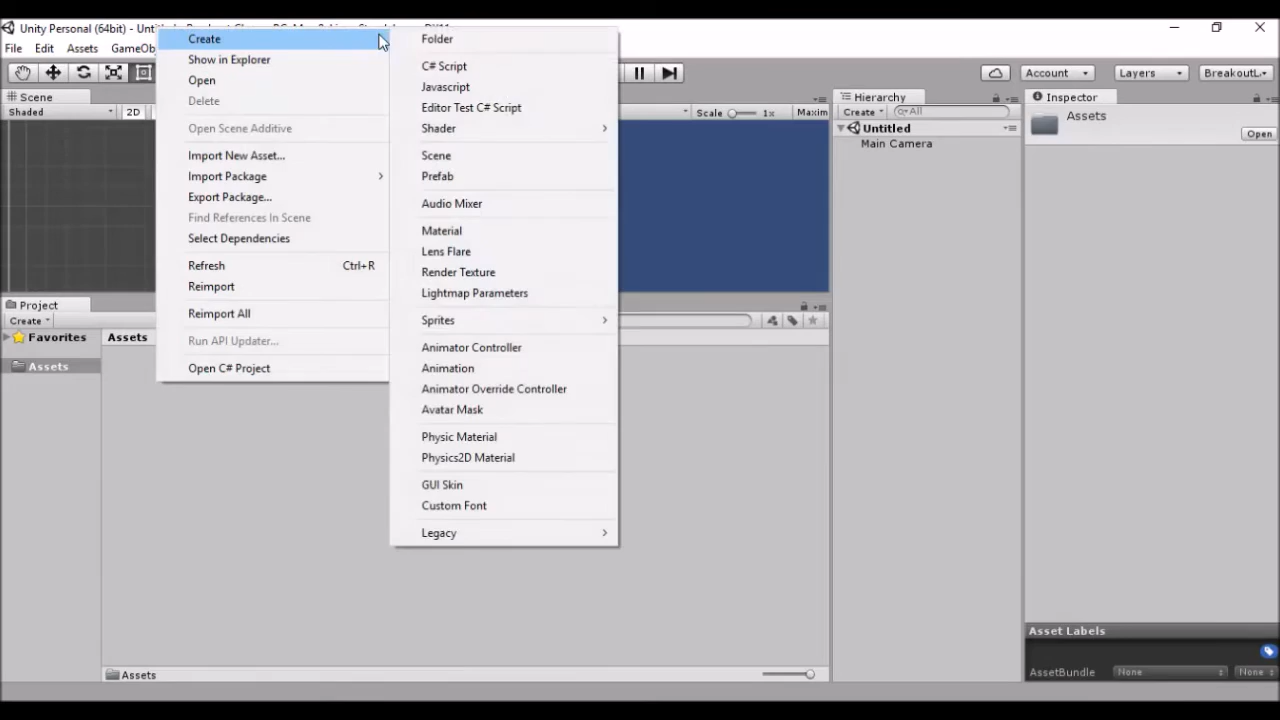 Unity Personal (64bit) - Unti
File Edit Assets GameOb
Account
Layers
BreakoutL
Scene
Shaded
2D
Scale 1x Maxim
Create
Show in Explorer
Open
Delete
Open Scene Additive
Import New Asset...
Import Package
Export Package...
Find References In Scene
Select Dependencies
Refresh Ctrl+R
Reimport
Reimport All
Run API Updater...
Open C# Project
Folder
C# Script
Javascript
Editor Test C# Script
Shader
Scene
Prefab
Audio Mixer
Material
Lens Flare
Render Texture
Lightmap Parameters
Sprites
Animator Controller
Animation
Animator Override Controller
Avatar Mask
Physic Material
Physics2D Material
GUI Skin
Custom Font
Legacy
Hierarchy
Create All
Untitled
Main Camera
Inspector
Assets
Open
Project
Create
Favorites
Assets
Assets
Assets
Asset Labels
AssetBundle None None